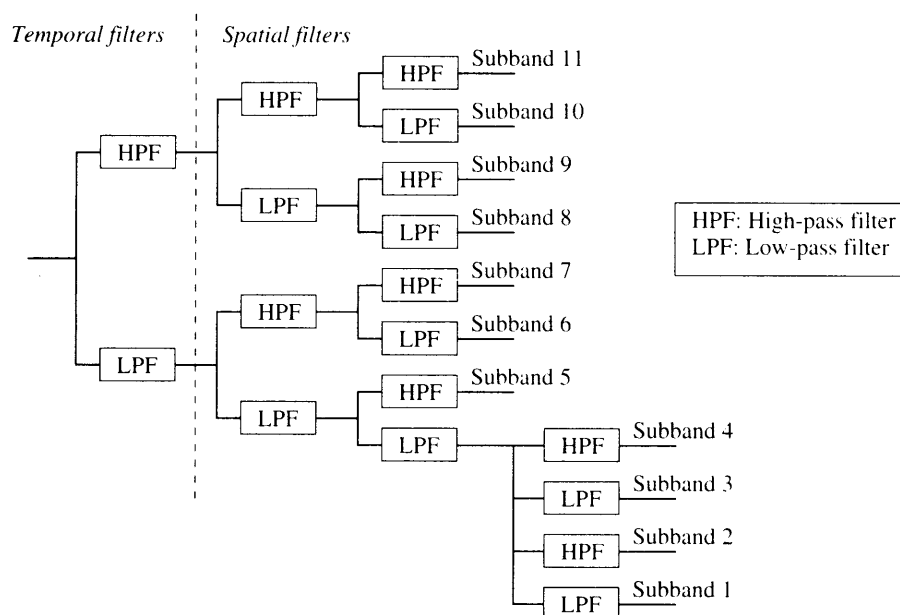 Temporal filters
Spatial filters
HPF
Subband 11
HPF
LPF
Subband 10
HPF
HPF
Subband 9
LPF
LPF
Subband 8
HPF: High-pass filter
LPF: Low-pass filter
HPF
Subband 7
HPF
LPF
Subband 6
LPF
HPF
Subband 5
LPF
LPF
HPF
Subband 4
LPF
Subband 3
HPF
Subband 2
LPF
Subband 1